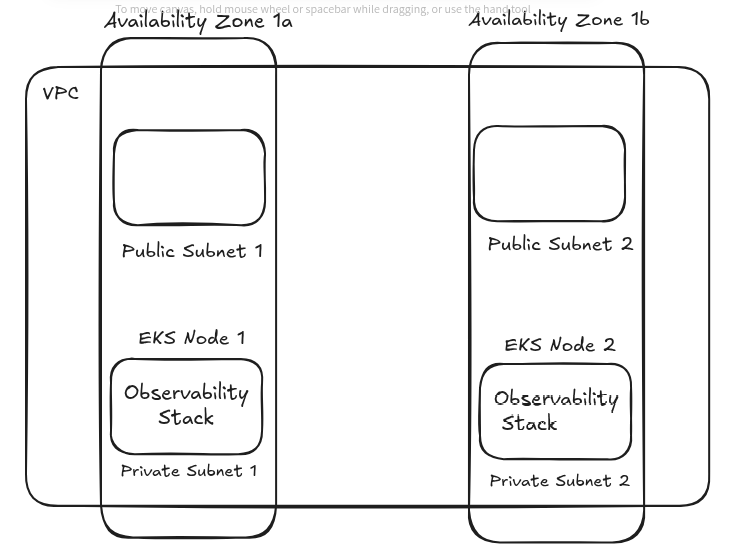 To move canvas, hold mouse wheel or spacebar while dragging, or use the hand tool
Availability Zone 1a
Availability Zone 1b
VPC
Public Subnet 1
Public Subnet 2
EKS Node 1
EKS Node 2
Observability
Stack
Observability
Stack
Private Subnet 1
Private Subnet 2